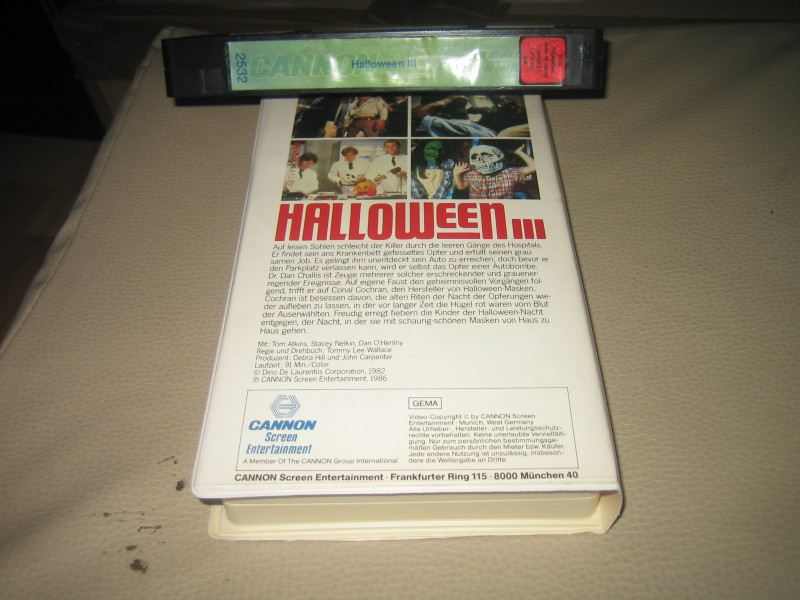 2532
CANNON
Halloween III
HALLOWEEN III
Auf leisen Sohlen schleicht der Killer durch die leeren Gänge des Hospitals.
Er findet sein ans Krankenbett gefesseltes Opfer und erfüllt seinen grau-
samen Job. Es gelingt ihm unentdeckt sein Auto zu erreichen, doch bevor er
den Parkplatz verlassen kann, wird er selbst das Opfer einer Autobombe.
Dr. Dan Challis ist Zeuge mehrerer solcher erschreckender und grauener-
regender Ereignisse. Auf eigene Faust den geheimnisvollen Vorgängen fol-
gend, trifft er auf Conal Cochran, den Hersteller von Halloween-Masken.
Cochran ist besessen davon, die alten Riten der Nacht der Opferungen wie-
der aufleben zu lassen, in der vor langer Zeit die Hügel rot waren vom Blut
der Auserwählten. Freudig erregt fiebern die Kinder der Halloween-Nacht
entgegen, der Nacht, in der sie mit schaurig-schönen Masken von Haus zu
Haus gehen.
Mit: Tom Atkins, Stacey Nelkin, Dan O'Herlihy
Regie und Drehbuch: Tommy Lee Wallace
Produzent: Debra Hill und John Carpenter
Laufzeit: 91 Min./Color
© Dino De Laurentiis Corporation, 1982
℗ CANNON Screen Entertainment, 1986
CANNON
Screen
Entertainment
A Member Of The CANNON Group International
GEMA
Video-Copyright © by CANNON Screen
Entertainment · Munich, West Germany
Alle Urheber-, Hersteller- und Leistungsschutz-
rechte vorbehalten. Keine unerlaubte Vervielfälti-
gung. Nur zum persönlichen bestimmungsge-
mäßen Gebrauch durch den Mieter bzw. Käufer.
Jede andere Nutzung ist unzulässig, insbeson-
dere die Weitergabe an Dritte.
CANNON Screen Entertainment · Frankfurter Ring 115 · 8000 München 40